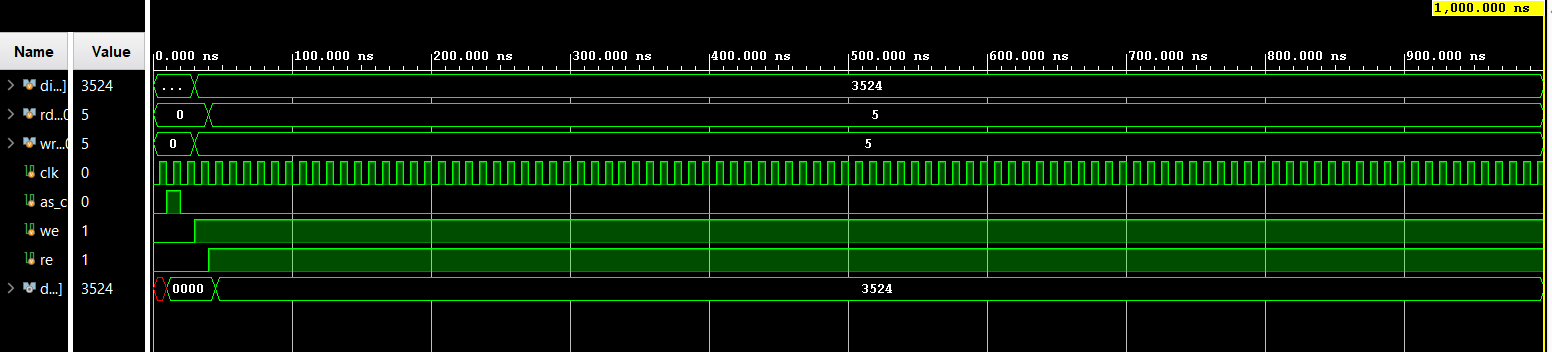 1,000.000 ns
Name Value
0.000 ns 100.000 ns 200.000 ns 300.000 ns 400.000 ns 500.000 ns 600.000 ns 700.000 ns 800.000 ns 900.000 ns
di...] 3524 ... 3524
rd...0 5 0 5
wr...0 5 0 5
clk 0
as_c 0
we 1
re 1
d...] 3524 0000 3524